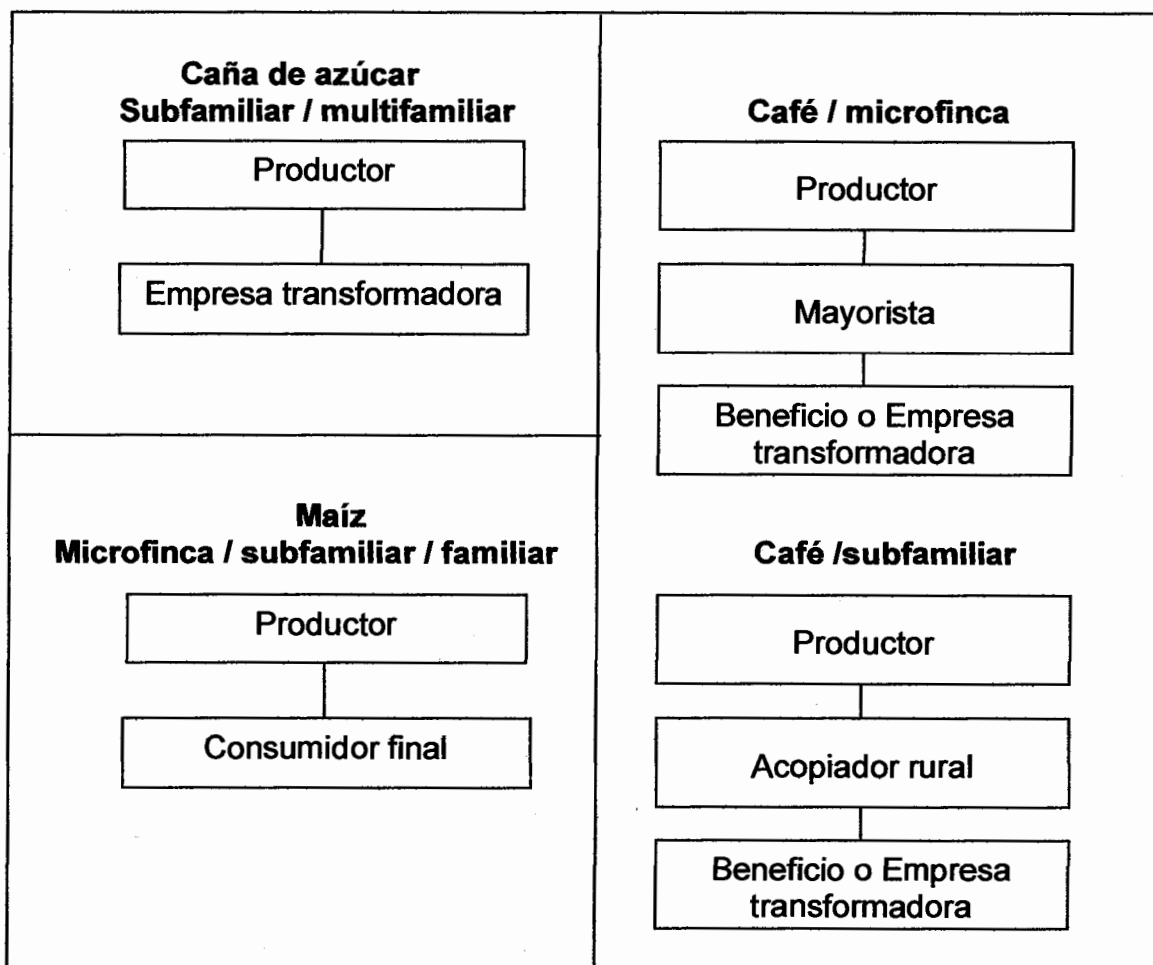 Caña de azúcar
Subfamiliar / multifamiliar
Productor
Empresa transformadora
Maíz
Microfinca / subfamiliar / familiar
Productor
Consumidor final
Café / microfinca
Productor
Mayorista
Beneficio o Empresa
transformadora
Café /subfamiliar
Productor
Acopiador rural
Beneficio o Empresa
transformadora